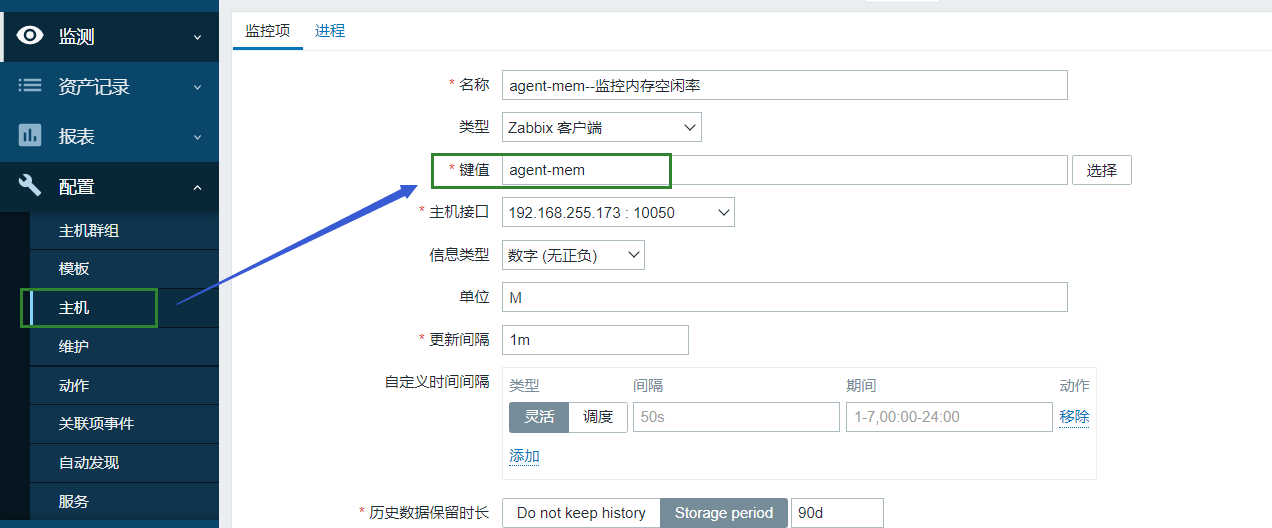 监测
资产记录
报表
配置
主机群组
模板
主机
维护
动作
关联项事件
自动发现
服务
监控项 进程
* 名称 agent-mem--监控内存空闲率
类型 Zabbix 客户端
* 键值 agent-mem 选择
* 主机接口 192.168.255.173 : 10050
信息类型 数字 (无正负)
单位 M
* 更新间隔 1m
自定义时间间隔 类型 间隔 期间 动作
灵活 调度 50s 1-7,00:00-24:00 移除
添加
* 历史数据保留时长 Do not keep history Storage period 90d